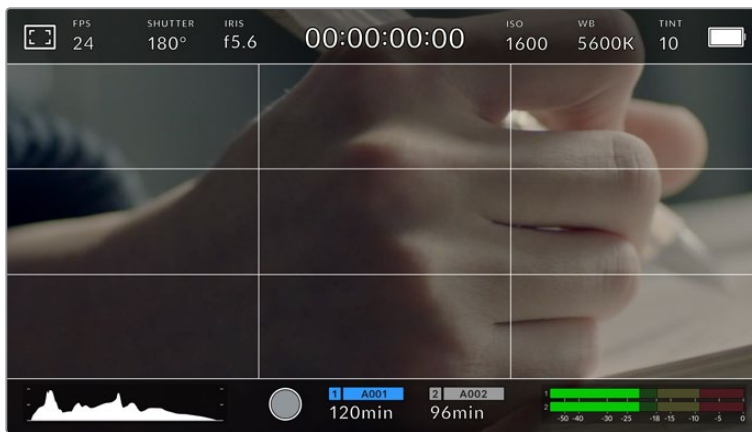 FPS SHUTTER IRIS ISO WB TINT
24 180° f5.6 00:00:00:00 1600 5600K 10
1 A001 2 A002 1
120min 96min 2
-50 -40 -30 -25 -18 -15 -10 -5 0